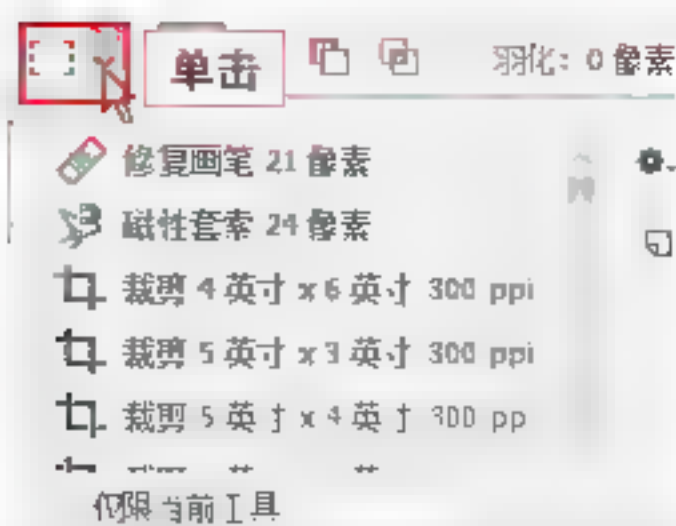 单击 羽化: 0 像素
修复画笔 21 像素
磁性套索 24 像素
裁剪 4 英寸 x 6 英寸 300 ppi
裁剪 5 英寸 x 3 英寸 300 ppi
裁剪 5 英寸 x 4 英寸 300 pp
仅限当前工具